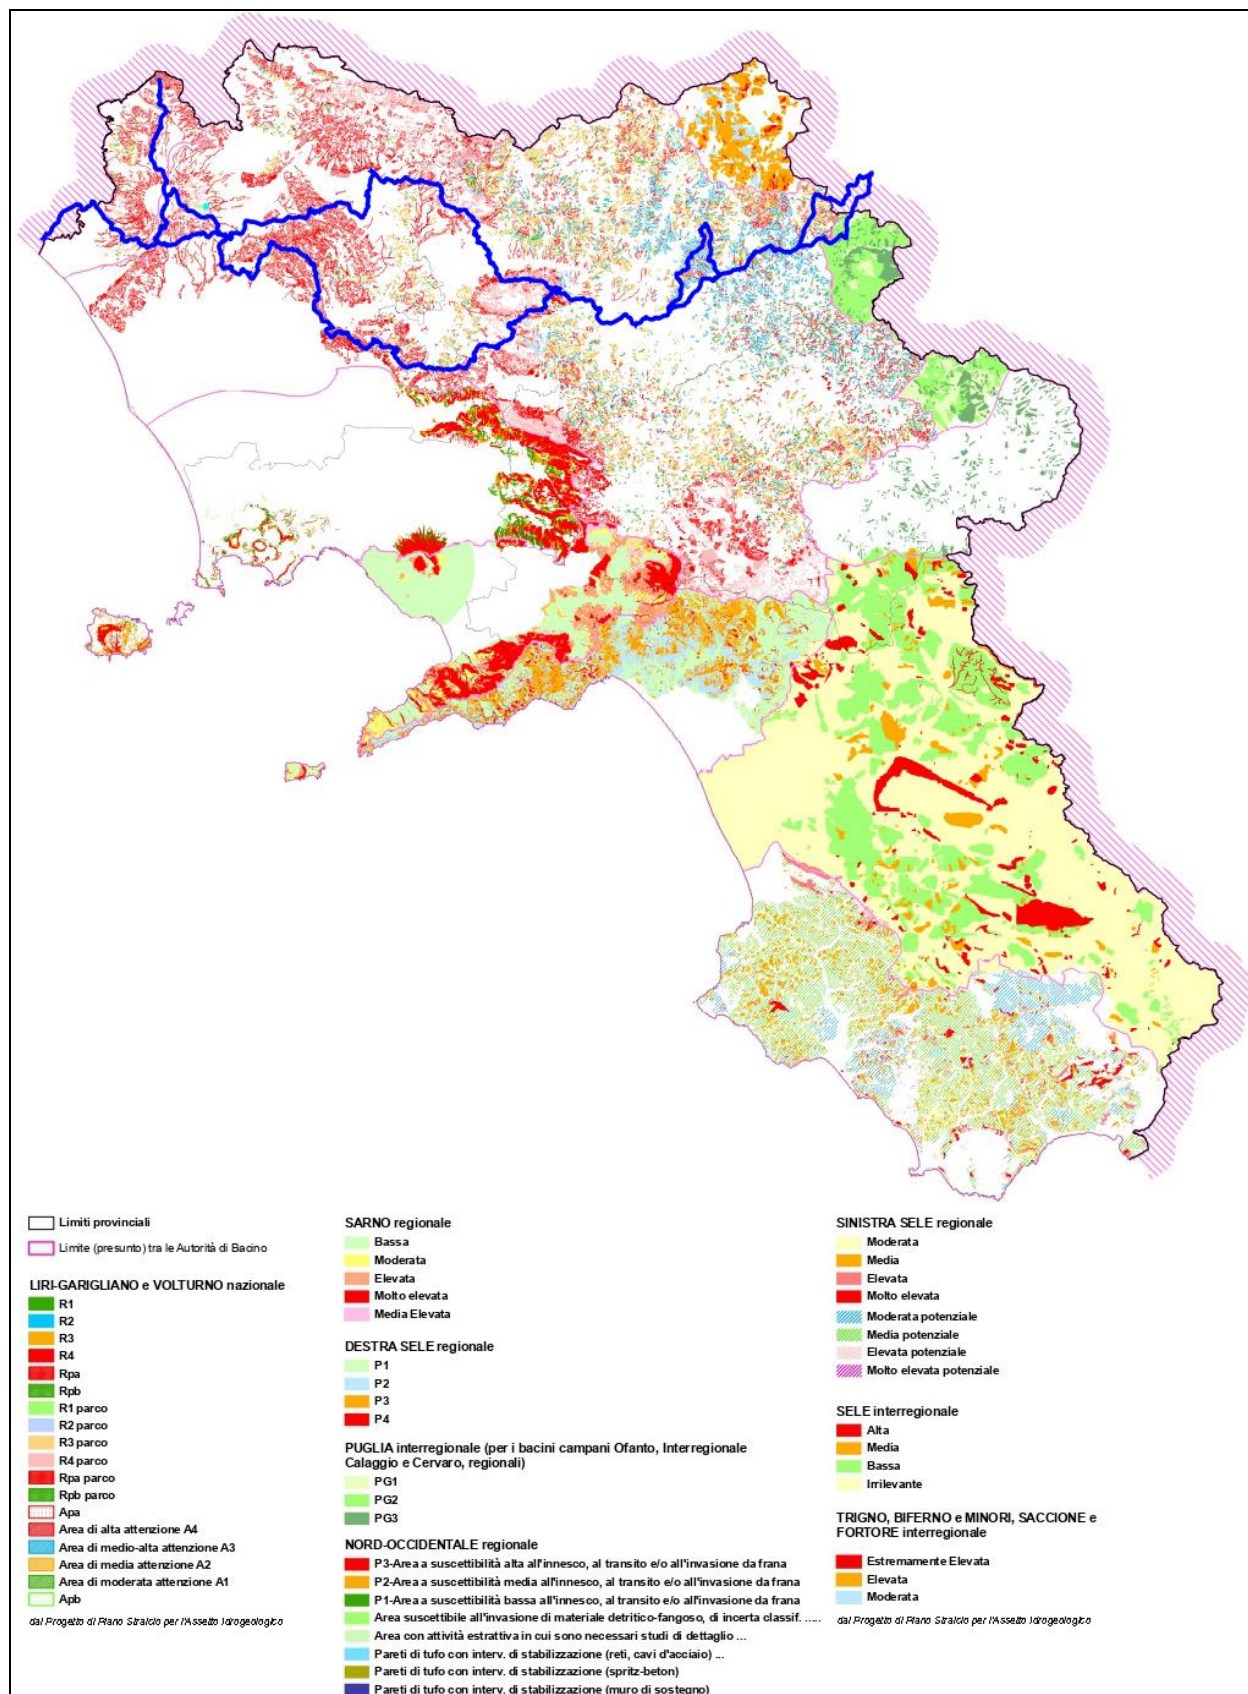 Limiti provinciali
Limite (presunto) tra le Autorità di Bacino
LIRI-GARIGLIANO e VOLTURNO nazionale
R1
R2
R3
R4
Rpa
Rpb
R1 parco
R2 parco
R3 parco
R4 parco
Rpa parco
Rpb parco
Apa
Area di alta attenzione A4
Area di medio-alta attenzione A3
Area di media attenzione A2
Area di moderata attenzione A1
Apb
dal Progetto di Piano Stralcio per l'Assetto Idrogeologico
SARNO regionale
Bassa
Moderata
Elevata
Molto elevata
Media Elevata
DESTRA SELE regionale
P1
P2
P3
P4
PUGLIA interregionale (per i bacini campani Ofanto, Interregionale
Calaggio e Cervaro, regionali)
PG1
PG2
PG3
NORD-OCCIDENTALE regionale
P3-Area a suscettibilità alta all'innesco, al transito e/o all'invasione da frana
P2-Area a suscettibilità media all'innesco, al transito e/o all'invasione da frana
P1-Area a suscettibilità bassa all'innesco, al transito e/o all'invasione da frana
Area suscettibile all'invasione di materiale detritico-fangoso, di incerta classif. .....
Area con attività estrattiva in cui sono necessari studi di dettaglio ...
Pareti di tufo con interv. di stabilizzazione (reti, cavi d'acciaio) ...
Pareti di tufo con interv. di stabilizzazione (spritz-beton)
Pareti di tufo con interv. di stabilizzazione (muro di sostegno)
SINISTRA SELE regionale
Moderata
Media
Elevata
Molto elevata
Moderata potenziale
Media potenziale
Elevata potenziale
Molto elevata potenziale
SELE interregionale
Alta
Media
Bassa
Irrilevante
TRIGNO, BIFERNO e MINORI, SACCIONE e
FORTORE interregionale
Estremamente Elevata
Elevata
Moderata
dal Progetto di Piano Stralcio per l'Assetto Idrogeologico